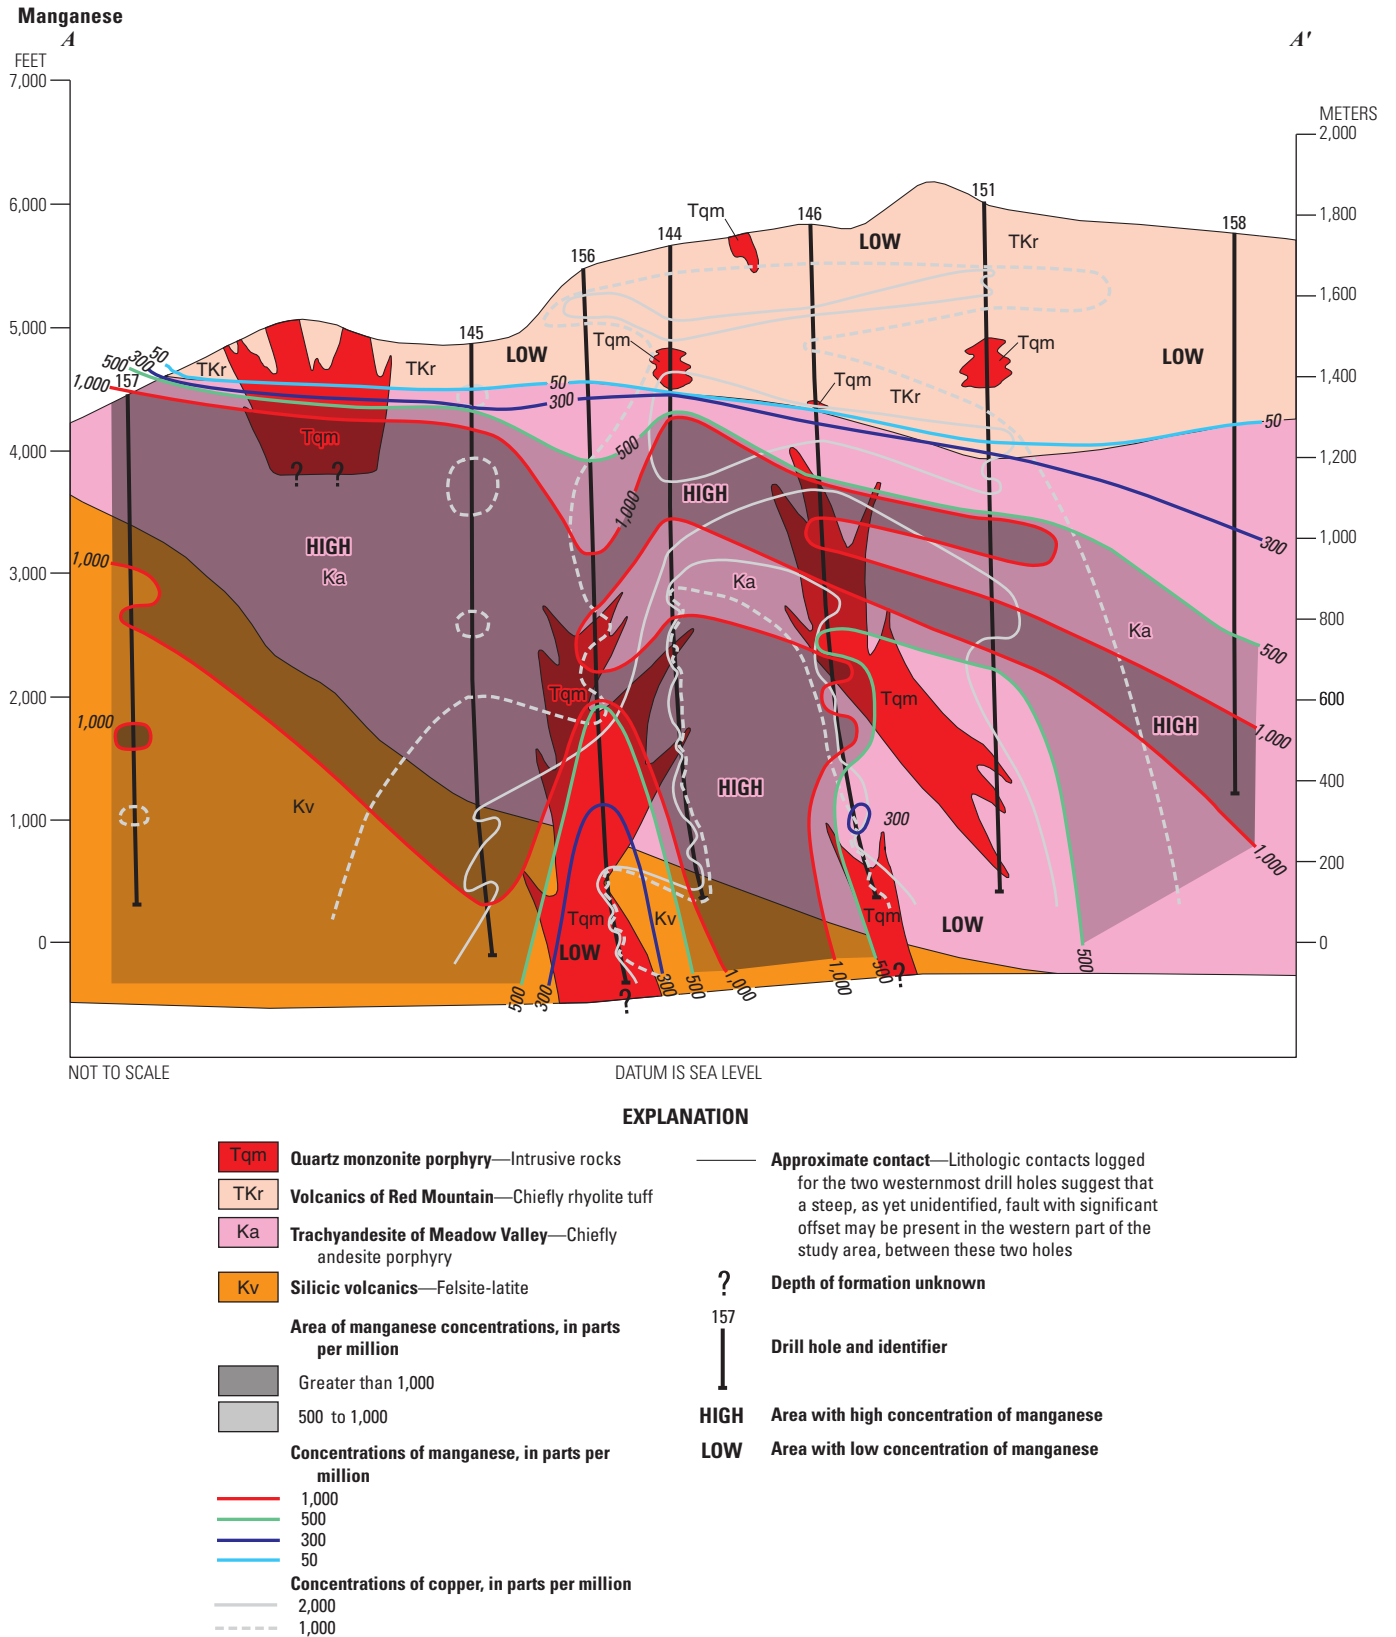 Manganese
A
A'
FEET
7,000
METERS
2,000
151
6,000
Tqm
146
1,800
144
LOW
TKr
158
156
1,600
5,000
145
Tqm
Tqm
LOW
LOW
50
300
500
TKr
TKr
1,400
157
1,000
50
Tqm
300
TKr
50
Tqm
500
4,000
1,200
? ?
HIGH
1,000
HIGH
1,000
300
1,000
3,000
Ka
Ka
800
Ka
500
2,000
Tqm
Tqm
600
1,000
HIGH
1,000
HIGH
400
Kv
300
1,000
1,000
200
Tqm
Kv
Tqm
LOW
LOW
0
0
500
300
?
300
500
1,000
1,000
500
?
500
NOT TO SCALE
DATUM IS SEA LEVEL
EXPLANATION
Tqm
Quartz monzonite porphyry—Intrusive rocks
TKr
Volcanics of Red Mountain—Chiefly rhyolite tuff
Ka
Trachyandesite of Meadow Valley—Chiefly
andesite porphyry
Kv
Silicic volcanics—Felsite-latite
Area of manganese concentrations, in parts
per million
Greater than 1,000
500 to 1,000
Concentrations of manganese, in parts per
million
1,000
500
300
50
Concentrations of copper, in parts per million
2,000
1,000
Approximate contact—Lithologic contacts logged
for the two westernmost drill holes suggest that
a steep, as yet unidentified, fault with significant
offset may be present in the western part of the
study area, between these two holes
?
Depth of formation unknown
157
Drill hole and identifier
HIGH
Area with high concentration of manganese
LOW
Area with low concentration of manganese